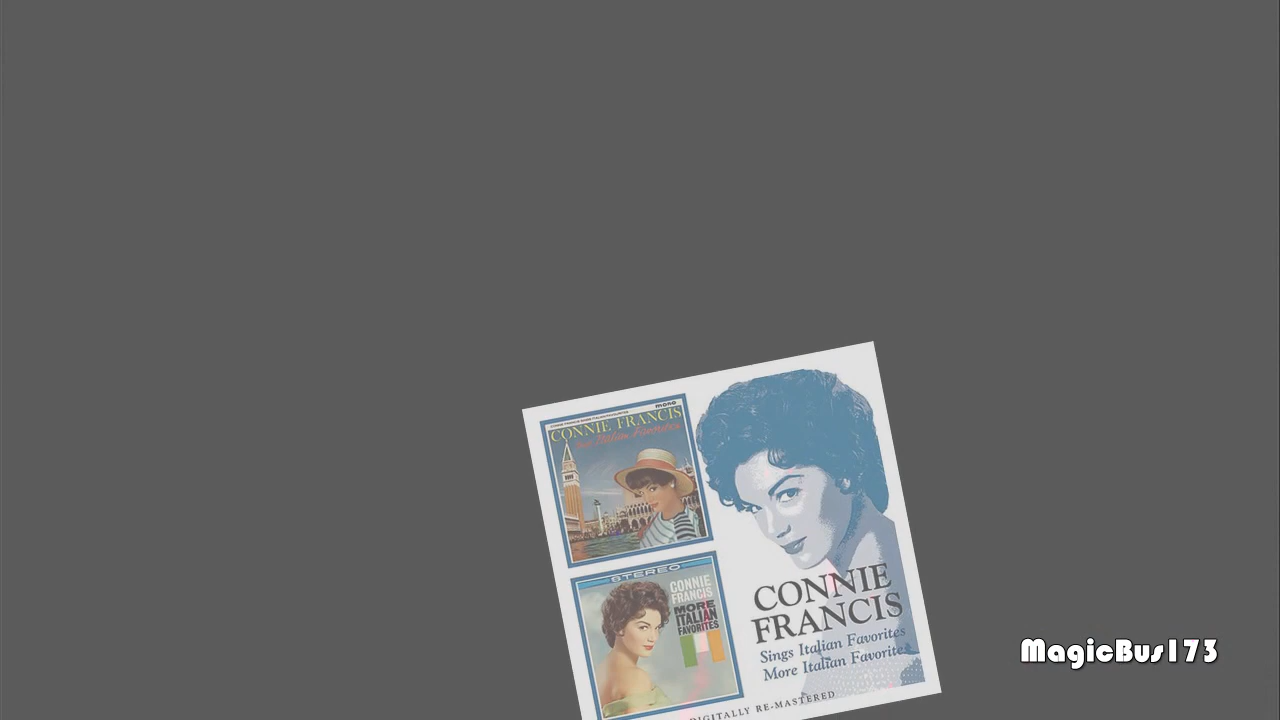 mono
CONNIE FRANCIS
STEREO
CONNIE
FRANCIS
MORE
ITALIAN
FAVORITES
CONNIE
FRANCIS
Sings Italian Favorites
More Italian Favorites
DIGITALLY RE-MASTERED
MagicBus173